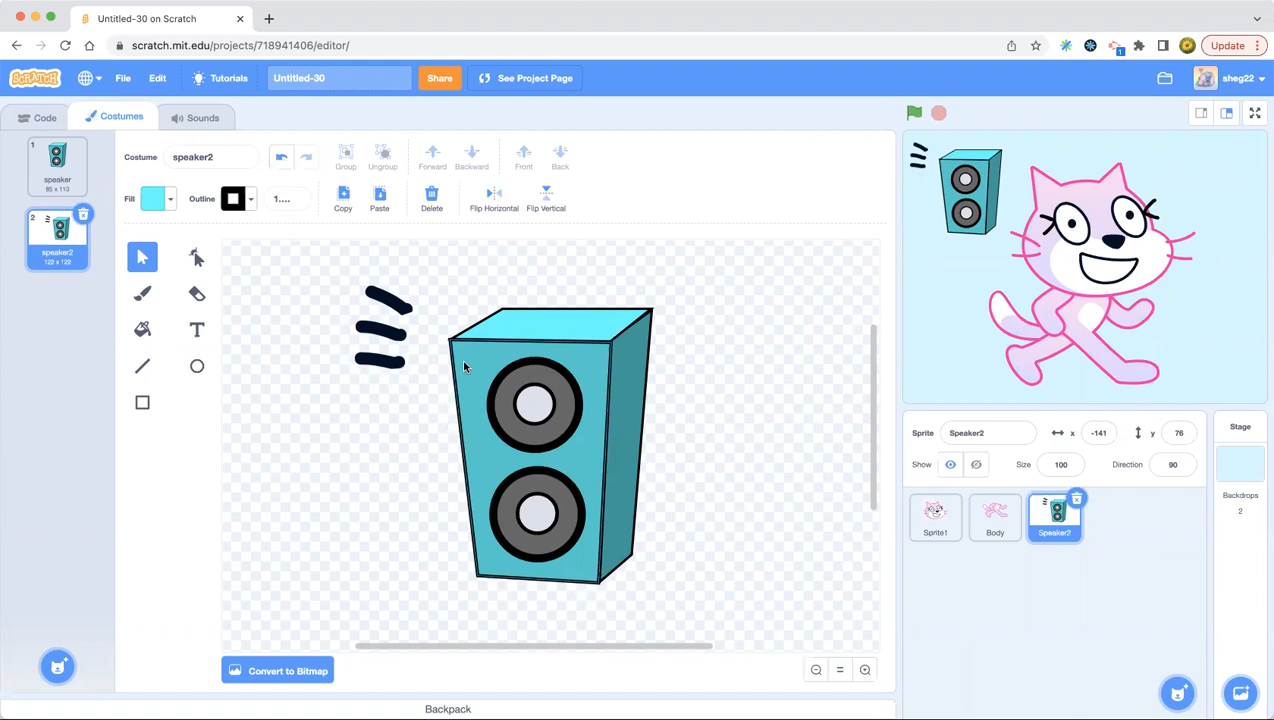 Untitled-30 on Scratch
scratch.mit.edu/projects/718941406/editor/
1
Update
SCRATCH
File
Edit
Tutorials
Untitled-30
Share
See Project Page
sheg22
Code
Costumes
Sounds
1
speaker
85 x 113
2
speaker2
122 x 122
Costume
speaker2
Group
Ungroup
Forward
Backward
Front
Back
Fill
Outline
1....
Copy
Paste
Delete
Flip Horizontal
Flip Vertical
T
Convert to Bitmap
Backpack
Sprite
Speaker2
x
-141
y
76
Show
Size
100
Direction
90
Sprite1
Body
Speaker2
Stage
Backdrops
2